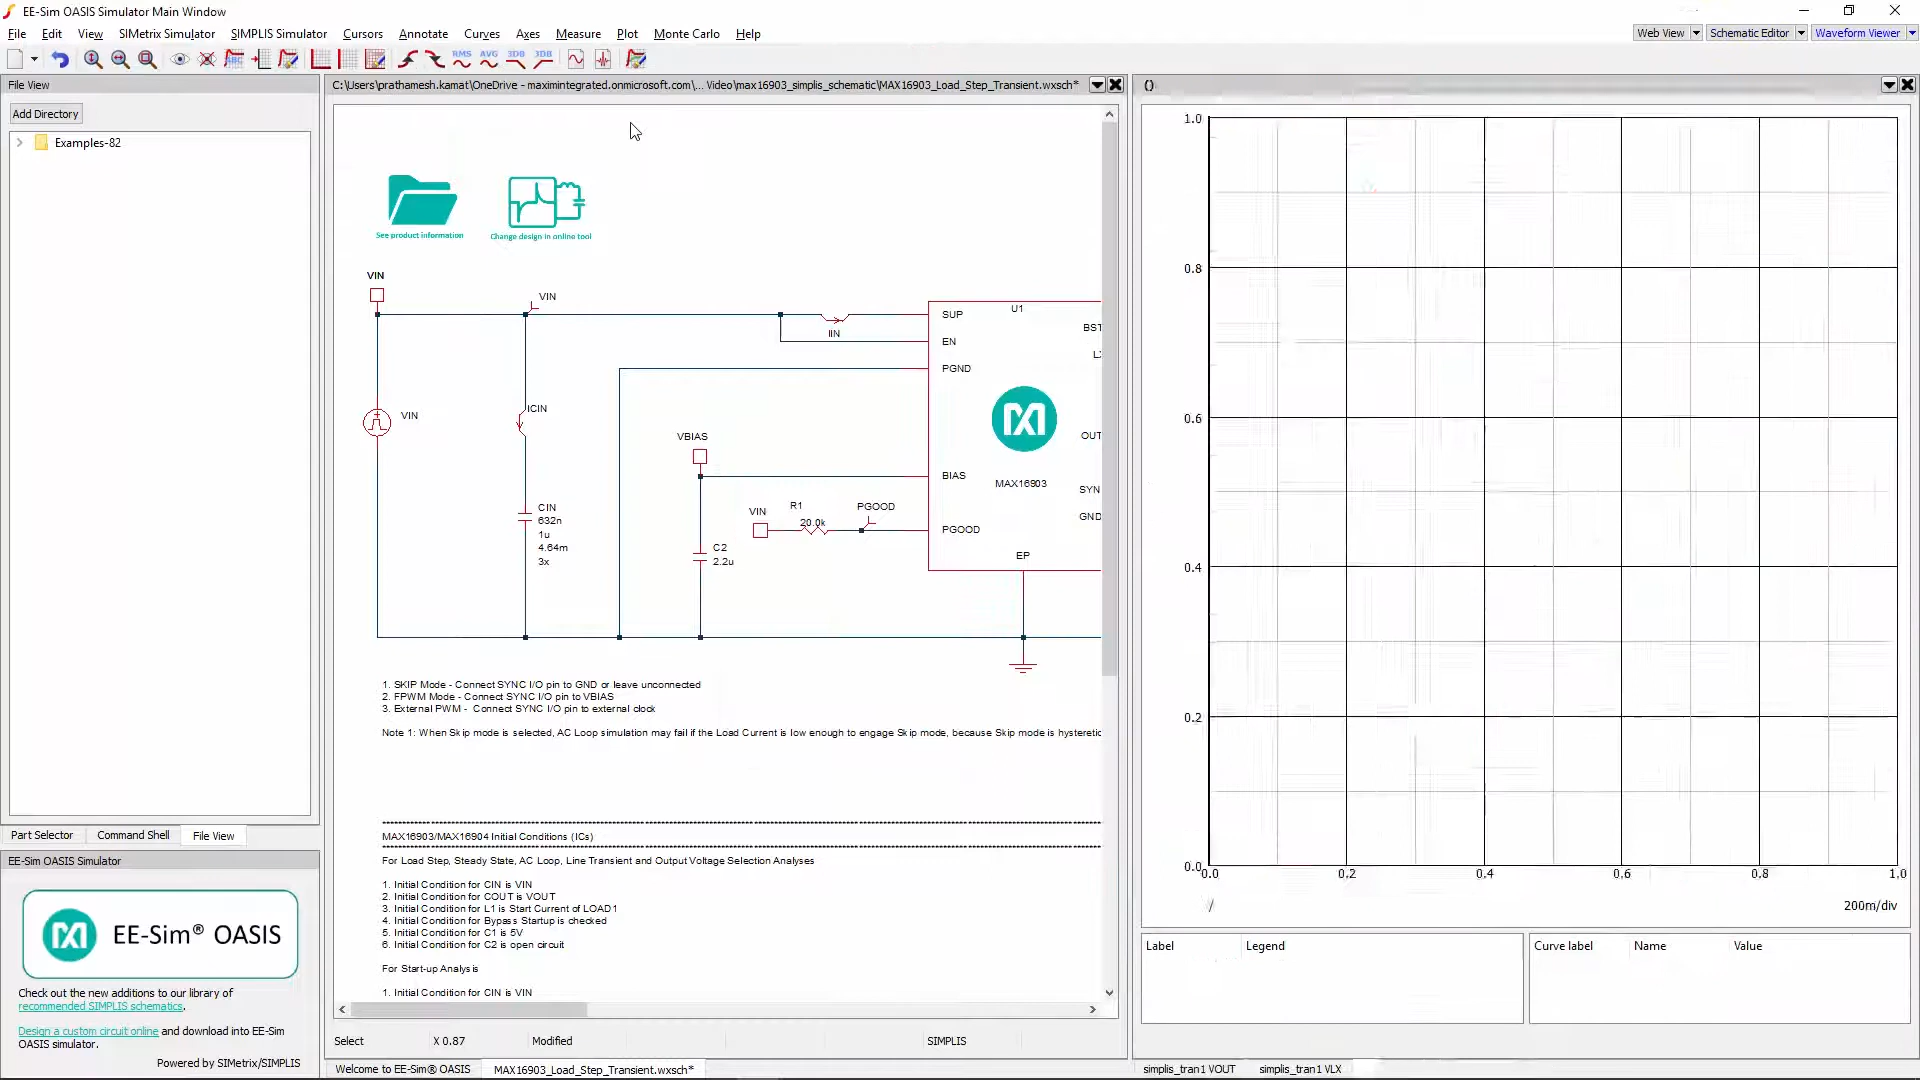 EE-Sim OASIS Simulator Main Window
File Edit View SIMetrix Simulator SIMPLIS Simulator Cursors Annotate Curves Axes Measure Plot Monte Carlo Help
Web View Schematic Editor Waveform Viewer
RMS AVG 3DB 3DB
File View
Add Directory
Examples-82
Part Selector Command Shell File View
EE-Sim OASIS Simulator
EE-Sim® OASIS
Check out the new additions to our library of
recommended SIMPLIS schematics.
Design a custom circuit online and download into EE-Sim
OASIS simulator.
Powered by SIMetrix/SIMPLIS
C:\Users\prathamesh.kamat\OneDrive - maximintegrated.onmicrosoft.com\... Video\max16903_simplis_schematic\MAX16903_Load_Step_Transient.wxsch*
See product information
Change design in online tool
VIN
VIN
IIN
SUP
U1
BST
EN
PGND
VIN
ICIN
VBIAS
OUT
BIAS
MAX16903
SYN
GND
CIN
632n
1u
4.64m
3x
VIN
R1
20.0k
PGOOD
PGOOD
C2
2.2u
EP
1. SKIP Mode - Connect SYNC I/O pin to GND or leave unconnected
2. FPWM Mode - Connect SYNC I/O pin to VBIAS
3. External PWM - Connect SYNC I/O pin to external clock
Note 1: When Skip mode is selected, AC Loop simulation may fail if the Load Current is low enough to engage Skip mode, because Skip mode is hysteretic
MAX16903/MAX16904 Initial Conditions (ICs)
For Load Step, Steady State, AC Loop, Line Transient and Output Voltage Selection Analyses
1. Initial Condition for CIN is VIN
2. Initial Condition for COUT is VOUT
3. Initial Condition for L1 is Start Current of LOAD1
4. Initial Condition for Bypass Startup is checked
5. Initial Condition for C1 is 5V
6. Initial Condition for C2 is open circuit
For Start-up Analysis
1. Initial Condition for CIN is VIN
Select X 0.87 Modified SIMPLIS
Welcome to EE-Sim® OASIS MAX16903_Load_Step_Transient.wxsch*
()
1.0
0.8
0.6
0.4
0.2
0.0
0.0 0.2 0.4 0.6 0.8 1.0
/ 200m/div
Label Legend
Curve label Name Value
simplis_tran1 VOUT simplis_tran1 VLX